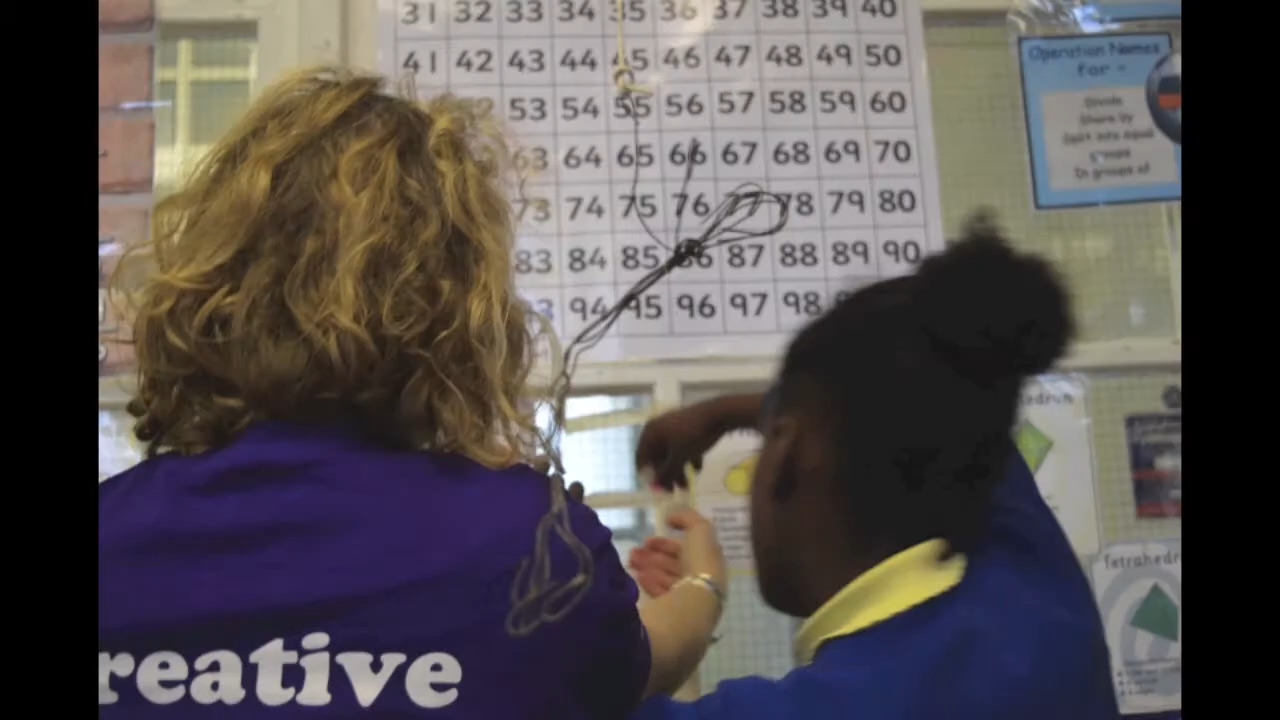 31 32 33 34 35 36 37 38 39 40
41 42 43 44 45 46 47 48 49 50
53 54 55 56 57 58 59 60
63 64 65 66 67 68 69 70
73 74 75 76 77 78 79 80
83 84 85 86 87 88 89 90
94 95 96 97 98
Operation Names
for -
Divide
Share by
Split into equal
groups
In groups of
edron
Tetrahedr
reative